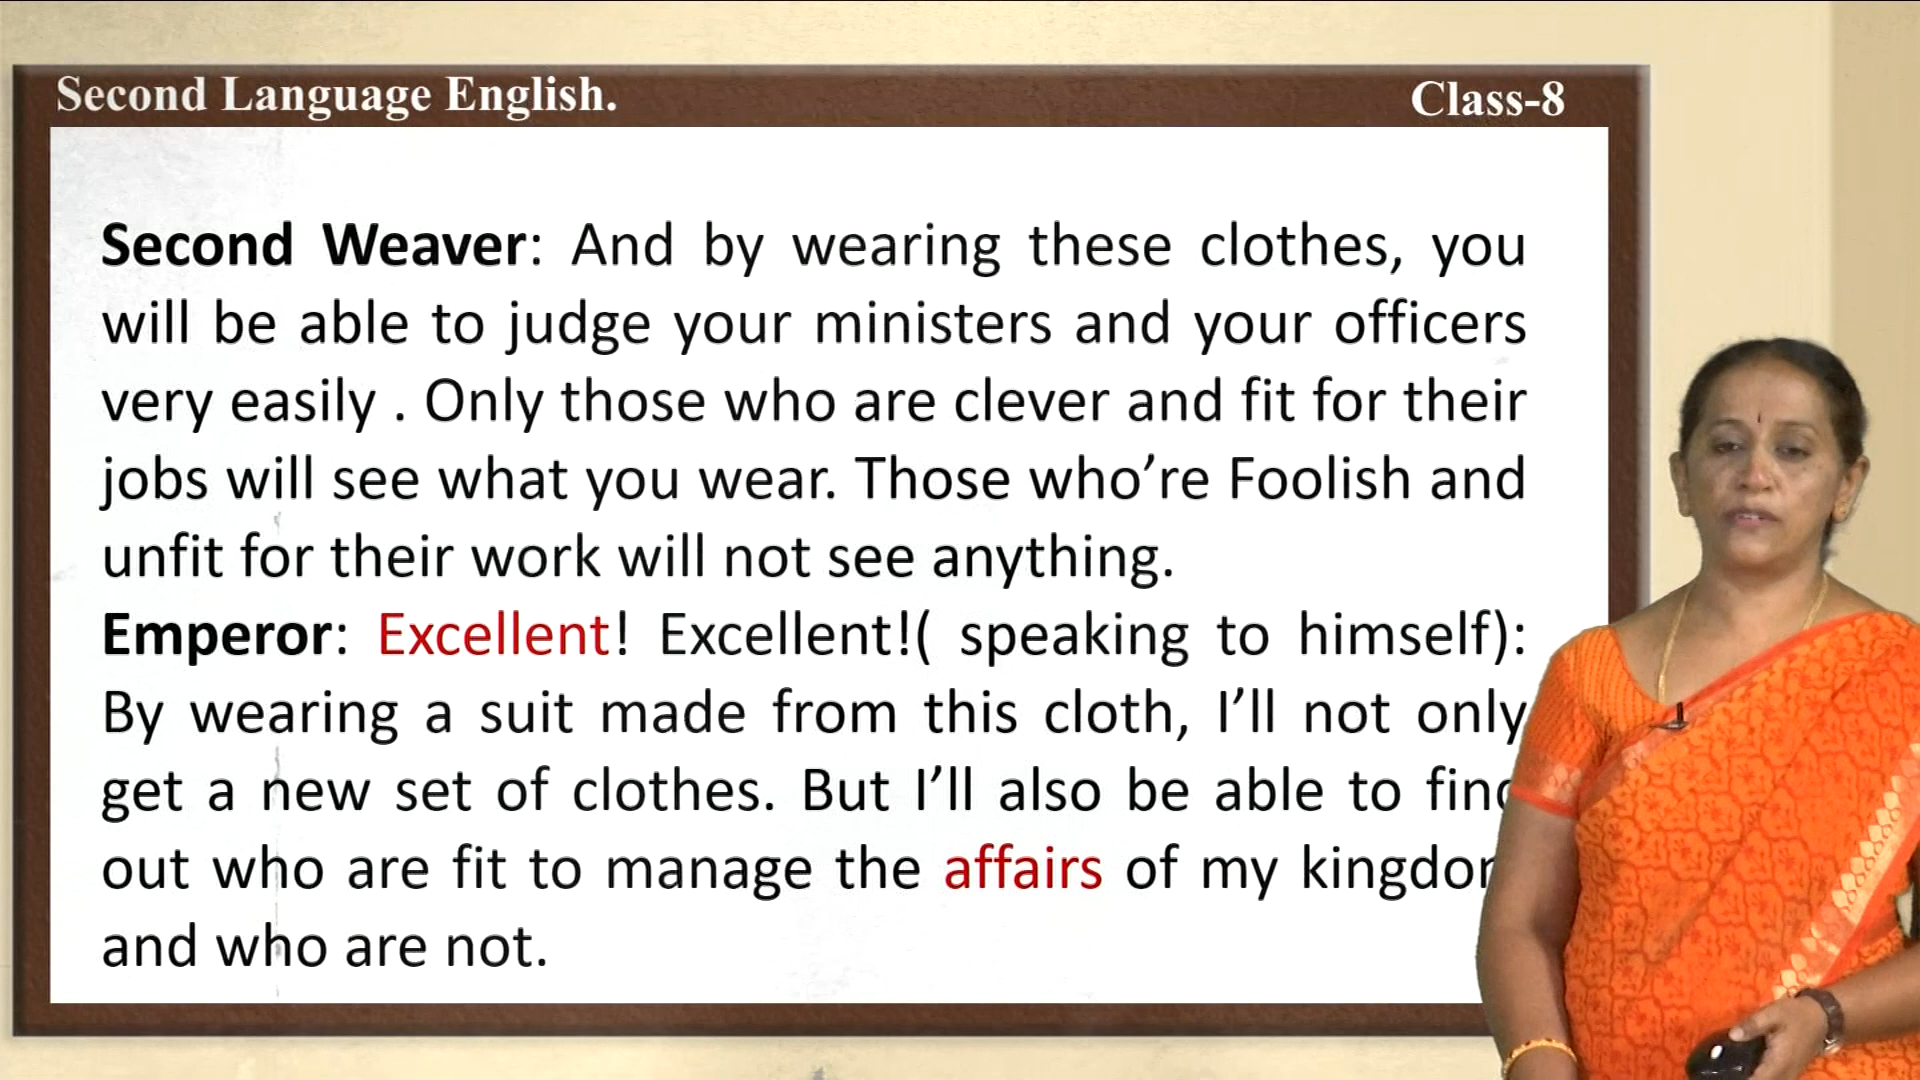 Second Language English.
Class-8
Second Weaver: And by wearing these clothes, you
will be able to judge your ministers and your officers
very easily . Only those who are clever and fit for their
jobs will see what you wear. Those who’re Foolish and
unfit for their work will not see anything.
Emperor: Excellent! Excellent!( speaking to himself):
By wearing a suit made from this cloth, I’ll not only
get a new set of clothes. But I’ll also be able to find
out who are fit to manage the affairs of my kingdom
and who are not.